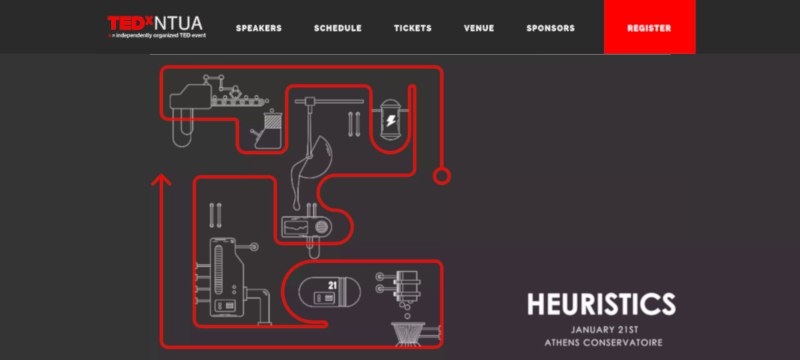 TEDxNTUA
x = independently organized TED event
SPEAKERS
SCHEDULE
TICKETS
VENUE
SPONSORS
REGISTER
21
HEURISTICS
JANUARY 21ST
ATHENS CONSERVATOIRE